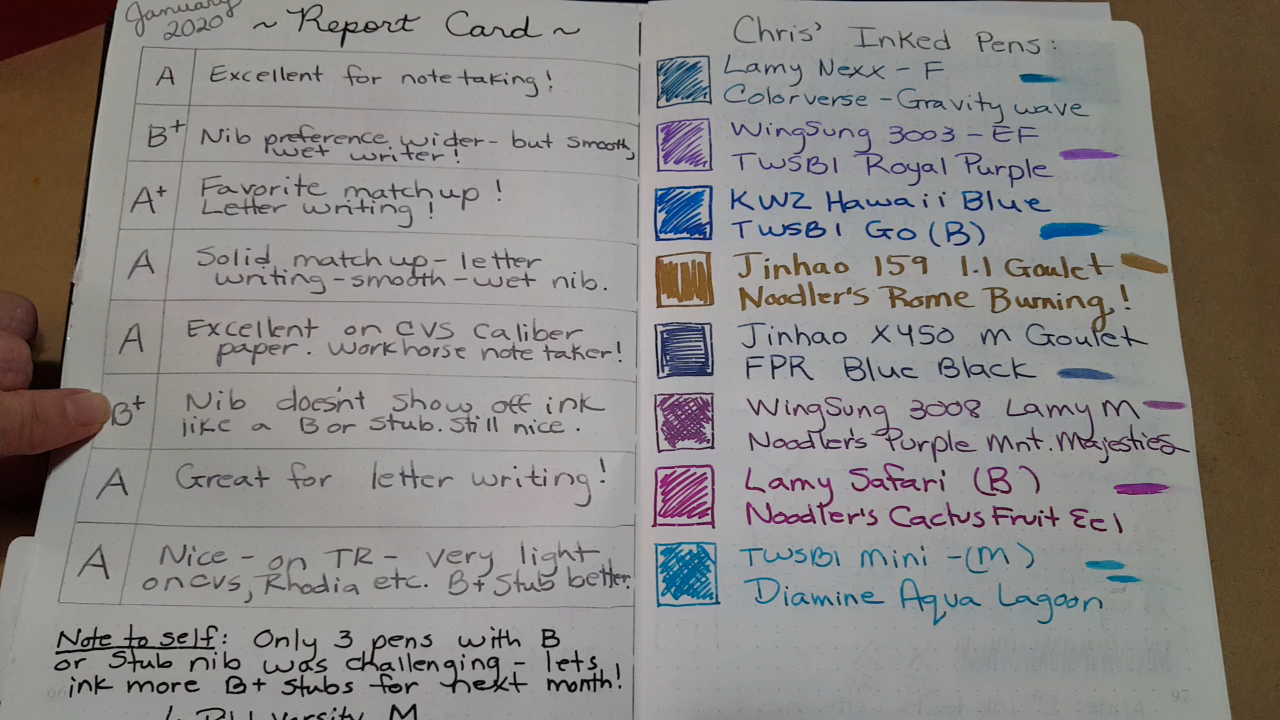 January
2020
~ Report Card ~
A Excellent for note taking!
B+ Nib preference wider - but smooth,
wet writer!
A+ Favorite match up!
Letter writing!
A Solid match up - letter
writing - smooth - wet nib.
A Excellent on CVS Caliber
paper. Workhorse note taker!
B+ Nib doesn't show off ink
like a B or Stub. Still nice.
A Great for letter writing!
A Nice - on TR - very light
on CVS, Rhodia etc. B + Stub better.
Note to self: Only 3 pens with B
or Stub nib was challenging - lets
ink more B + Stubs for next month!
96
Chris' Inked Pens:
Lamy Nexx - F
Colorverse - Gravity wave
WingSung 3003 - EF
TWSBI Royal Purple
KWZ Hawaii Blue
TWSBI Go (B)
Jinhao 159 1.1 Goulet
Noodler's Rome Burning!
Jinhao X450 M Goulet
FPR Blue Black
WingSung 3008 Lamy M
Noodler's Purple Mnt. Majesties
Lamy Safari (B)
Noodler's Cactus Fruit Eel
TWSBI Mini - (M)
Diamine Aqua Lagoon
97